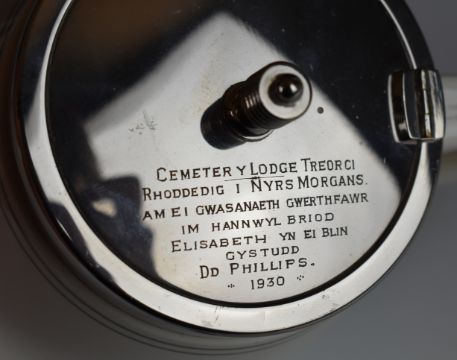 CEMETERY LODGE TREORCI
RHODDEDIG I NYRS MORGANS.
AM EI GWASANAETH GWERTHFAWR
IM HANNWYL BRIOD
ELISABETH YN EI BLIN
GYSTUDD
DD PHILLIPS.
1930